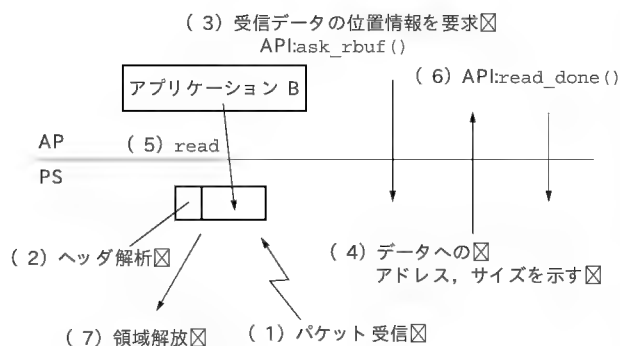 (3) 受信データの位置情報を要求
API:ask_rbuf()
アプリケーション B
(6) API:read_done()
AP
(5) read
PS
(2) ヘッダ解析
(4) データへの
アドレス,サイズを示す
(7) 領域解放
(1) パケット受信